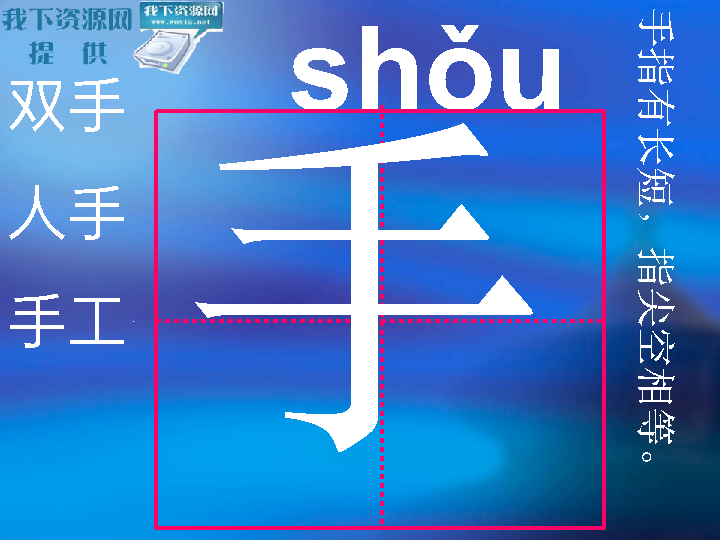 我下资源网
提 供
我下资源网
www.woxia.net
shǒu
双手
人手
手工
手
手指有长短，指尖空相等。